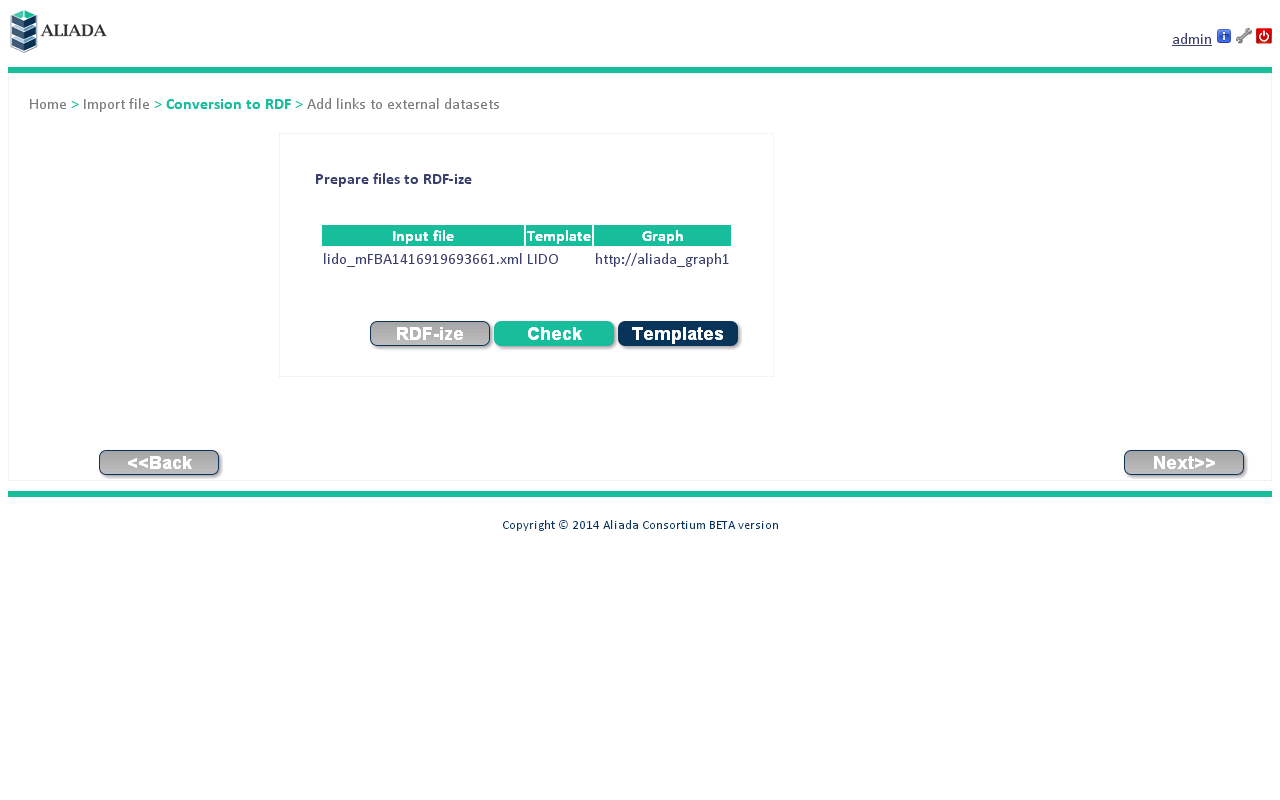 ALIADA
admin
Home > Import file > Conversion to RDF > Add links to external datasets
Prepare files to RDF-ize
Input file Template Graph
lido_mFBA1416919693661.xml LIDO http://aliada_graph1
RDF-ize Check Templates
<<Back Next>>
Copyright © 2014 Aliada Consortium BETA version